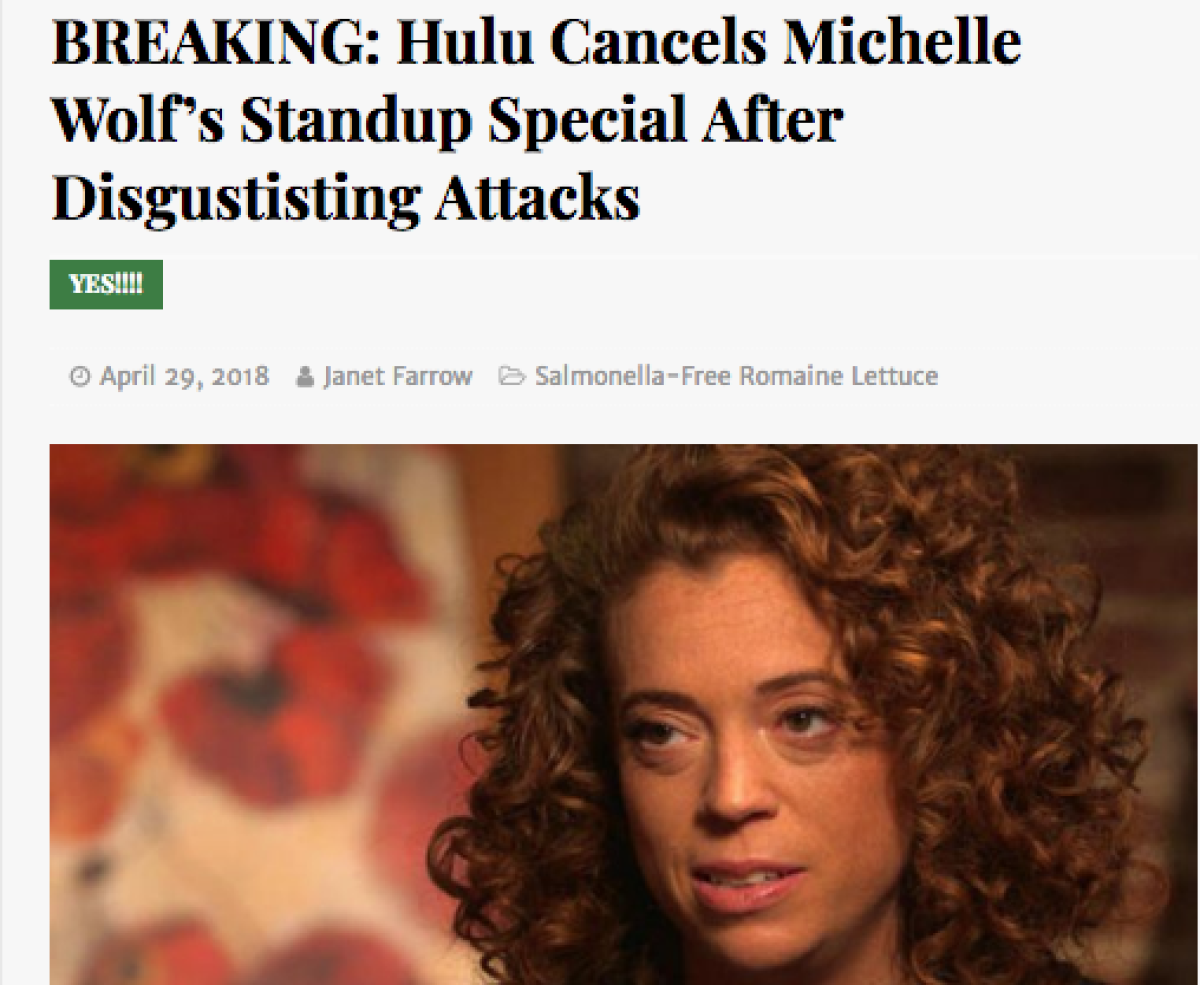 BREAKING: Hulu Cancels Michelle
Wolf’s Standup Special After
Disgustisting Attacks
YES!!!!
April 29, 2018 Janet Farrow Salmonella-Free Romaine Lettuce